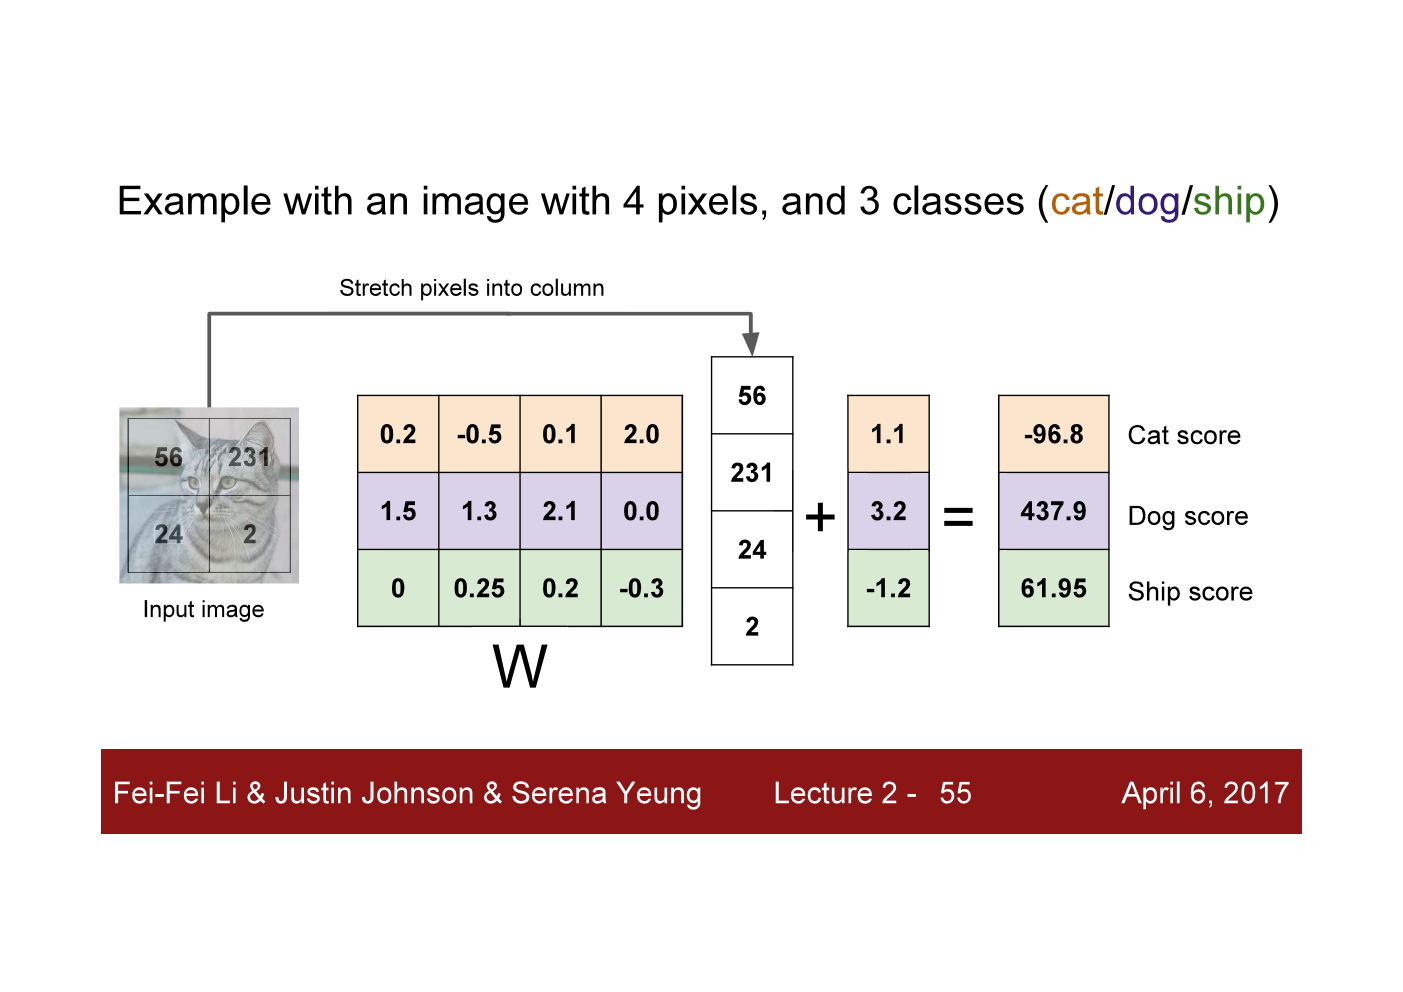 Example with an image with 4 pixels, and 3 classes (cat/dog/ship)
Stretch pixels into column
56 231
24 2
Input image
0.2 -0.5 0.1 2.0
1.5 1.3 2.1 0.0
0 0.25 0.2 -0.3
W
56
231
24
2
+
1.1
3.2
-1.2
=
-96.8 Cat score
437.9 Dog score
61.95 Ship score
Fei-Fei Li & Justin Johnson & Serena Yeung Lecture 2 - 55 April 6, 2017